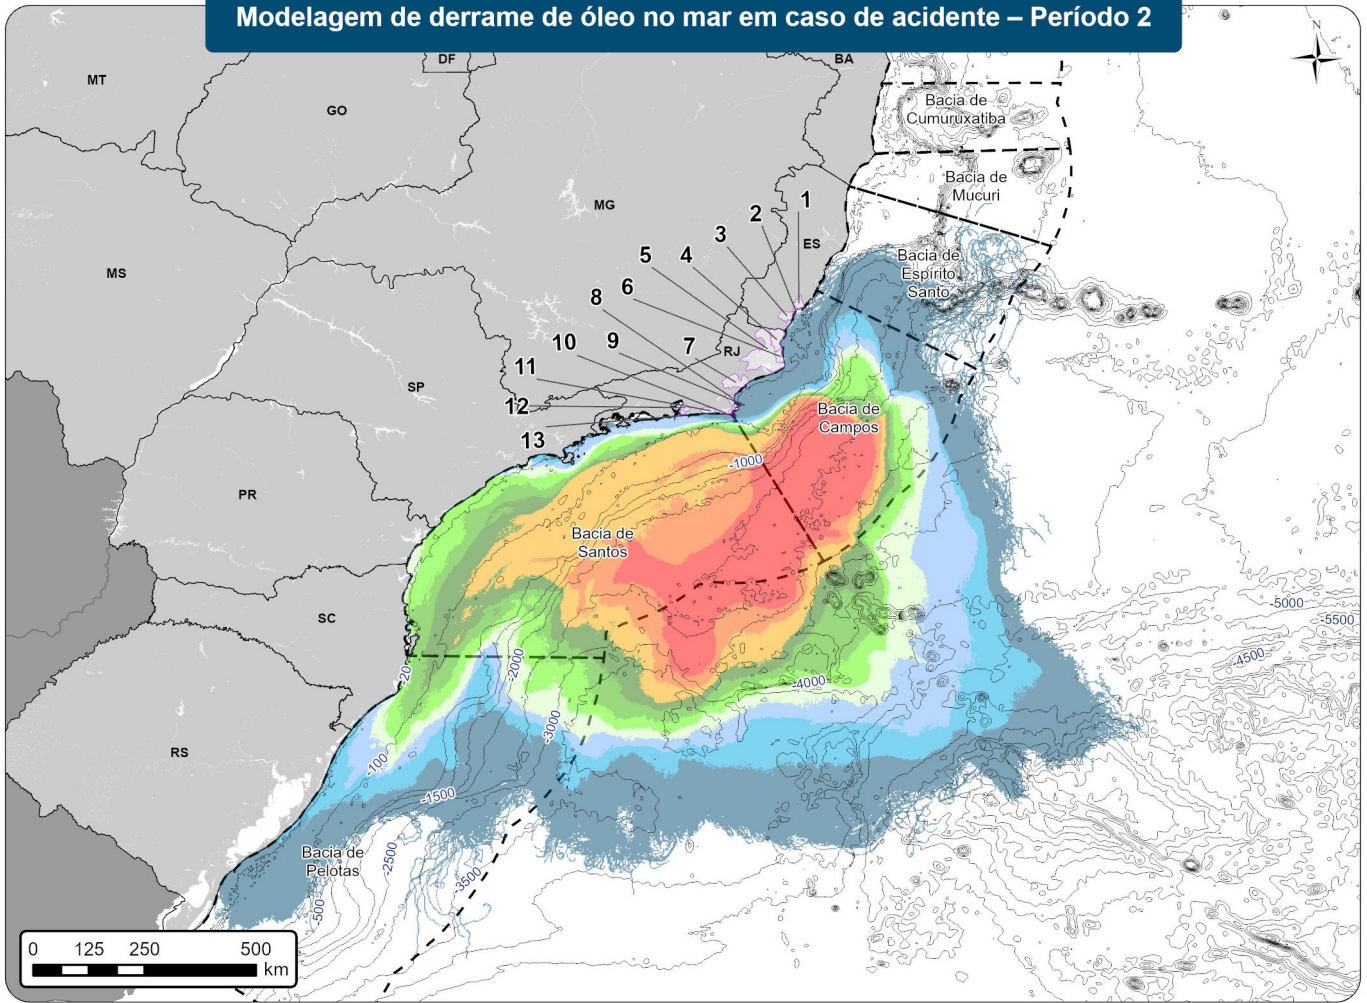 Modelagem de derrame de óleo no mar em caso de acidente – Período 2
N
DF
BA
MT
GO
Bacia de
Cumuruxatiba
Bacia de
Mucuri
MG
1
2
3
ES
4
5
MS
Bacia de
Espírito
Santo
6
8
7
9
10
RJ
11
SP
12
13
Bacia de
Campos
-1000
PR
Bacia de
Santos
SC
-5000
-5500
-4500
-20
-2000
-4000
-3000
RS
-100
-1500
Bacia de
Pelotas
-2500
-3500
-500
0 125 250 500
km